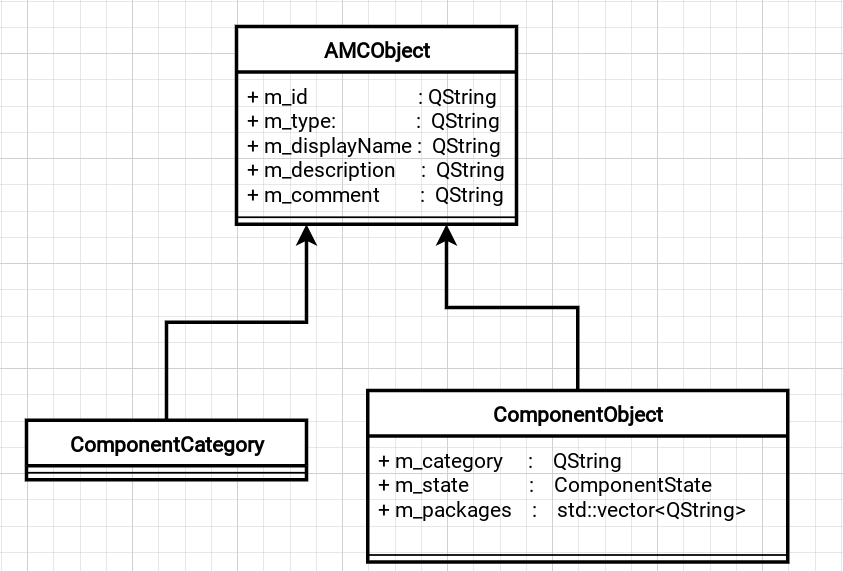 AMCObject
+ m_id : QString
+ m_type: : QString
+ m_displayName : QString
+ m_description : QString
+ m_comment : QString
ComponentCategory
ComponentObject
+ m_category : QString
+ m_state : ComponentState
+ m_packages : std::vector<QString>